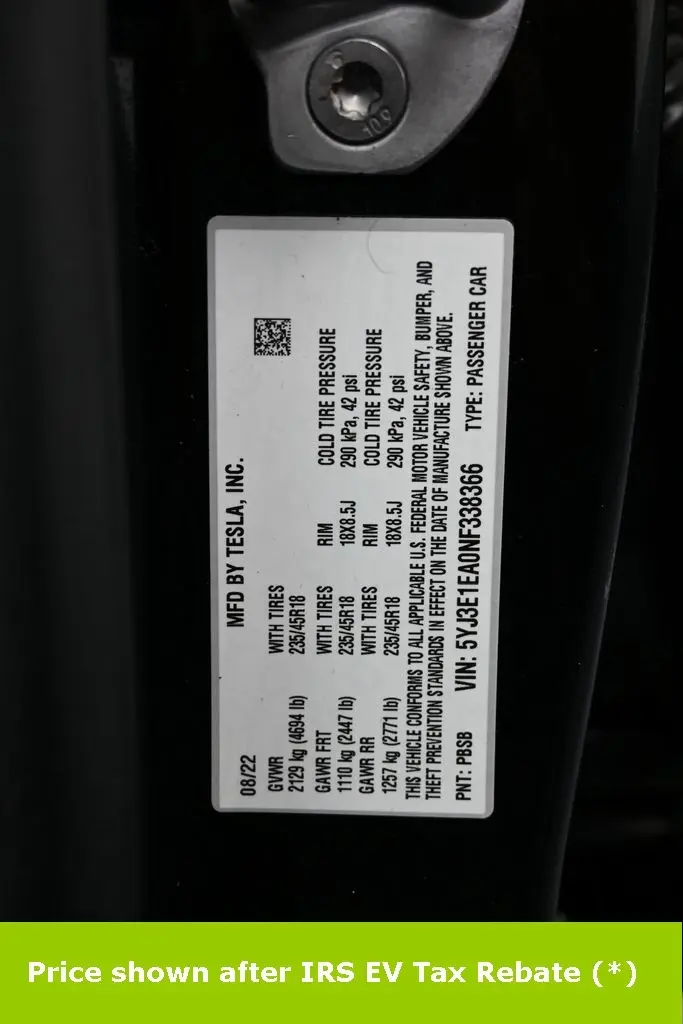 10.9
MFD BY TESLA, INC.
08/22
GVWR WITH TIRES
2129 kg (4694 lb) 235/45R18
GAWR FRT WITH TIRES RIM COLD TIRE PRESSURE
1110 kg (2447 lb) 235/45R18 18X8.5J 290 kPa, 42 psi
GAWR RR WITH TIRES RIM COLD TIRE PRESSURE
1257 kg (2771 lb) 235/45R18 18X8.5J 290 kPa, 42 psi
THIS VEHICLE CONFORMS TO ALL APPLICABLE U.S. FEDERAL MOTOR VEHICLE SAFETY, BUMPER, AND
THEFT PREVENTION STANDARDS IN EFFECT ON THE DATE OF MANUFACTURE SHOWN ABOVE.
PNT: PBSB VIN: 5YJ3E1EA0NF338366 TYPE: PASSENGER CAR
Price shown after IRS EV Tax Rebate (*)